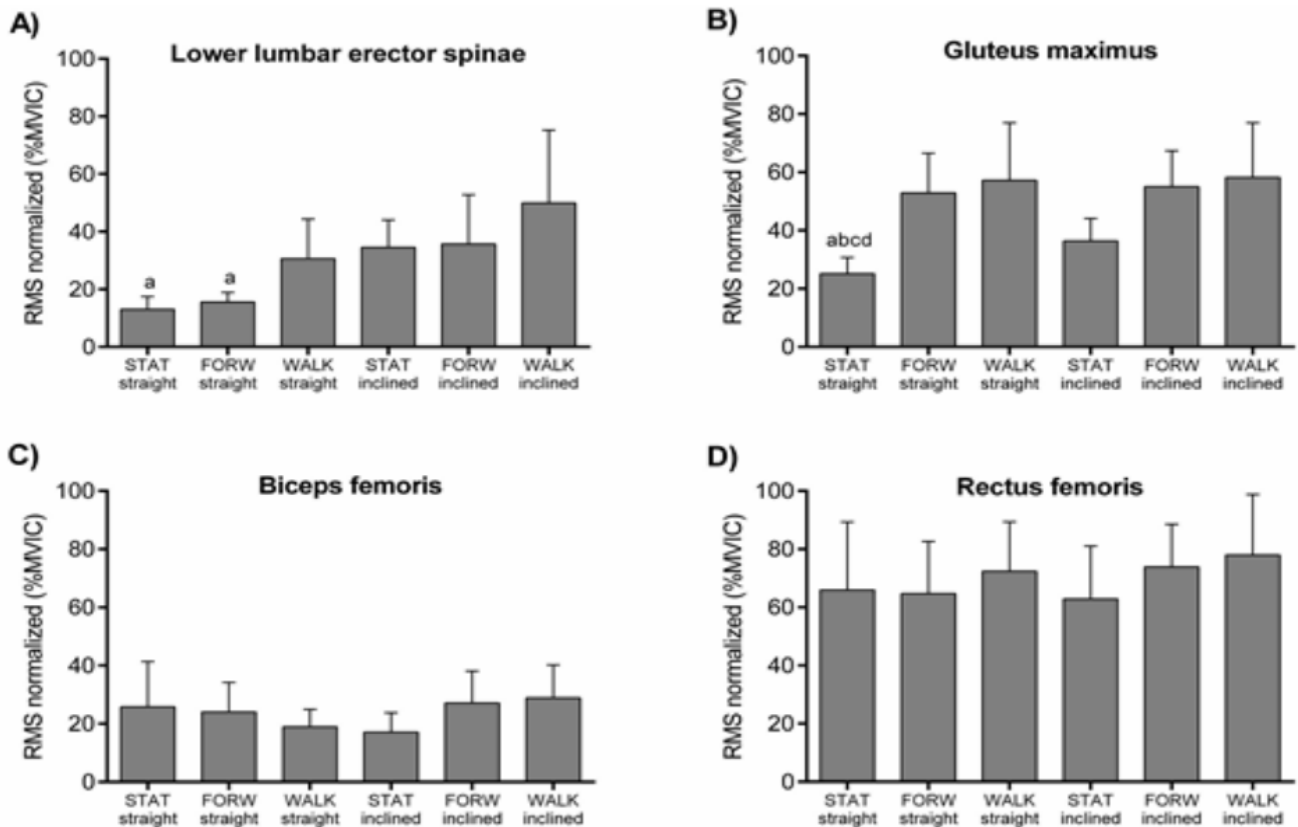 A)
Lower lumbar erector spinae
RMS normalized (%MVIC)
100
80
60
40
20
0
a
a
STAT FORW WALK STAT FORW WALK
straight straight straight inclined inclined inclined
B)
Gluteus maximus
RMS normalized (%MVIC)
100
80
60
40
20
0
abcd
STAT FORW WALK STAT FORW WALK
straight straight straight inclined inclined inclined
C)
Biceps femoris
RMS normalized (%MVIC)
100
80
60
40
20
0
STAT FORW WALK STAT FORW WALK
straight straight straight inclined inclined inclined
D)
Rectus femoris
RMS normalized (%MVIC)
100
80
60
40
20
0
STAT FORW WALK STAT FORW WALK
straight straight straight inclined inclined inclined